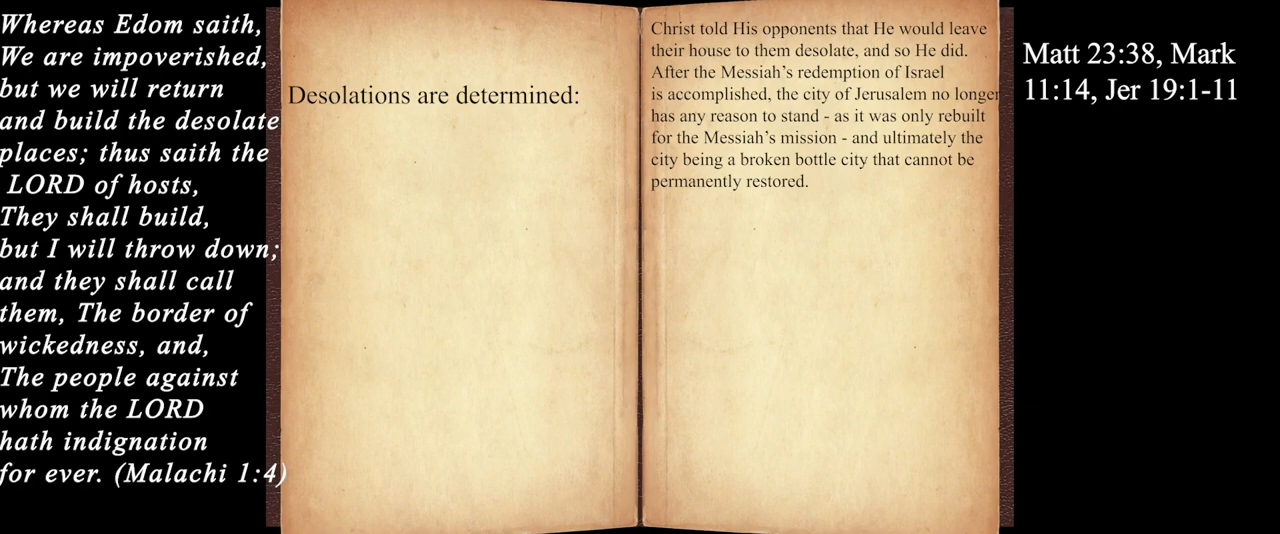 Whereas Edom saith,
We are impoverished,
but we will return
and build the desolate
places; thus saith the
LORD of hosts,
They shall build,
but I will throw down;
and they shall call
them, The border of
wickedness, and,
The people against
whom the LORD
hath indignation
for ever. (Malachi 1:4)
Desolations are determined:
Christ told His opponents that He would leave
their house to them desolate, and so He did.
After the Messiah's redemption of Israel
is accomplished, the city of Jerusalem no longer
has any reason to stand - as it was only rebuilt
for the Messiah's mission - and ultimately the
city being a broken bottle city that cannot be
permanently restored.
Matt 23:38, Mark
11:14, Jer 19:1-11